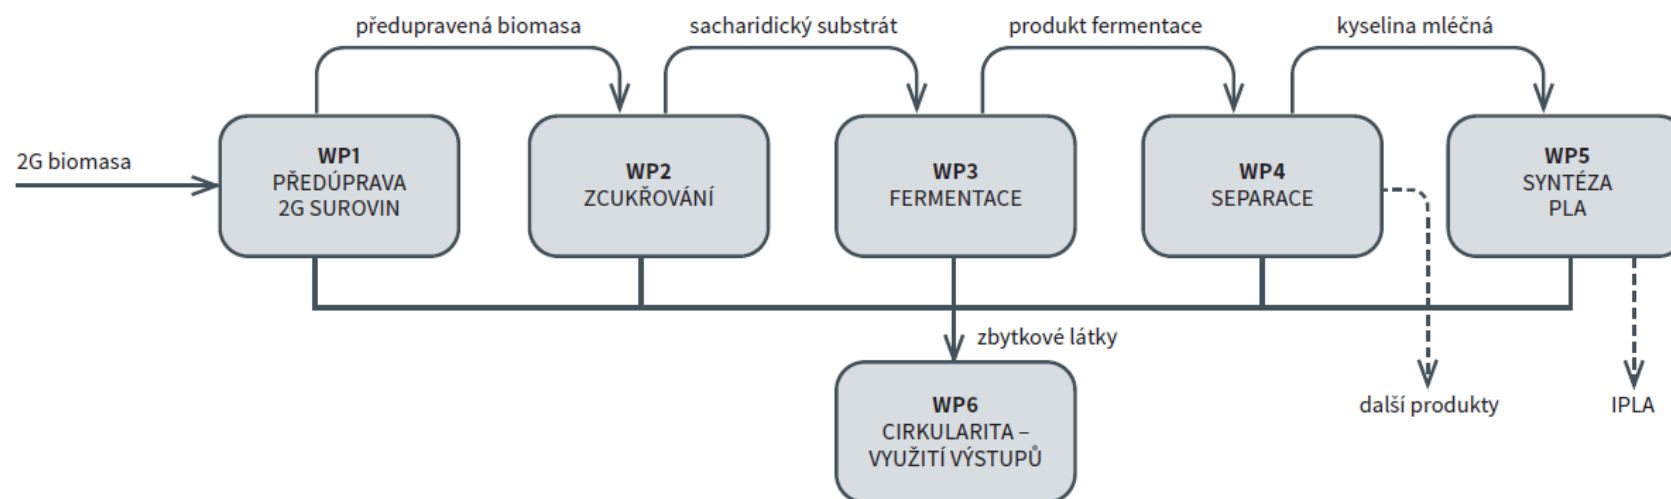 předupravená biomasa
sacharidický substrát
produkt fermentace
kyselina mléčná
2G biomasa
WP1
PŘEDÚPRAVA
2G SUROVIN
WP2
ZCUKŘOVÁNÍ
WP3
FERMENTACE
WP4
SEPARACE
WP5
SYNTÉZA
PLA
zbytkové látky
WP6
CIRKULARITA –
VYUŽITÍ VÝSTUPŮ
další produkty
IPLA